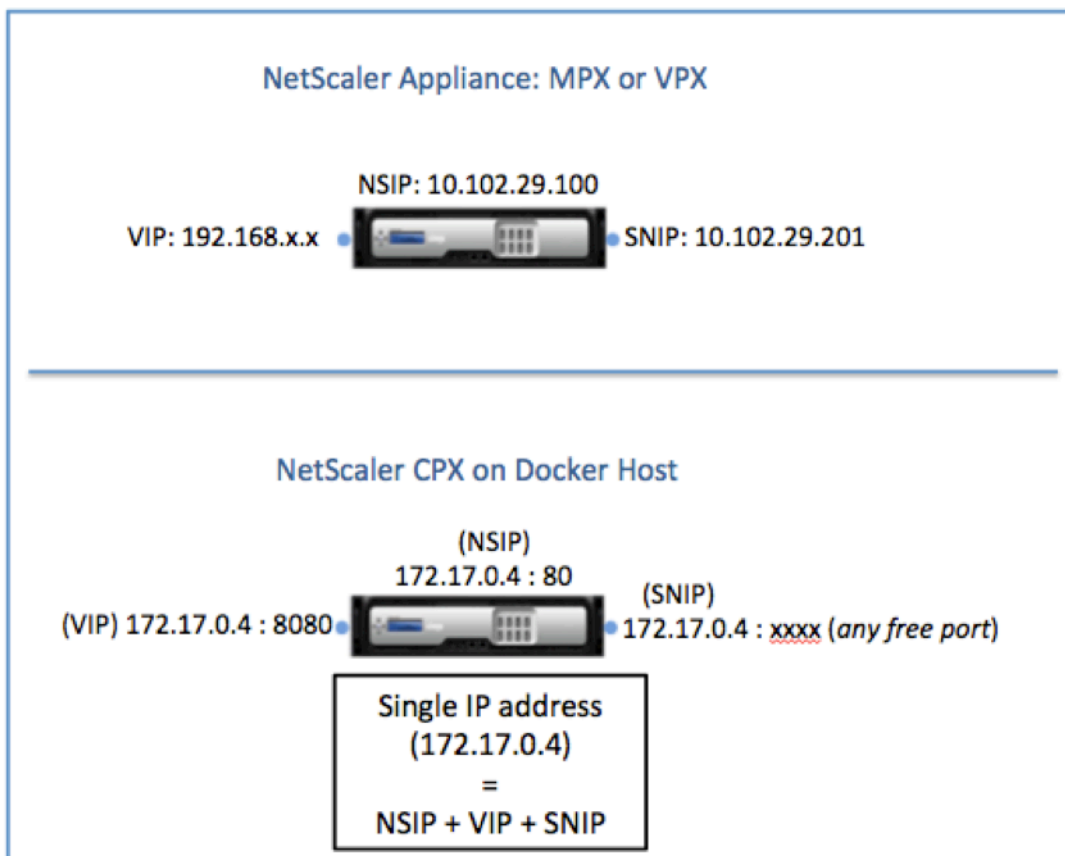 NetScaler Appliance: MPX or VPX
NSIP: 10.102.29.100
VIP: 192.168.x.x
SNIP: 10.102.29.201
NetScaler CPX on Docker Host
(NSIP)
172.17.0.4 : 80
(VIP) 172.17.0.4 : 8080
(SNIP)
172.17.0.4 : xxxx (any free port)
Single IP address
(172.17.0.4)
=
NSIP + VIP + SNIP